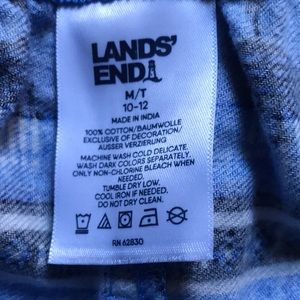 LANDS'
END
M/T
10-12
MADE IN INDIA
100% COTTON/BAUMWOLLE
EXCLUSIVE OF DECORATION/
AUSSER VERZIERUNG
MACHINE WASH COLD DELICATE.
WASH DARK COLORS SEPARATELY.
ONLY NON-CHLORINE BLEACH WHEN
NEEDED.
TUMBLE DRY LOW.
COOL IRON IF NEEDED.
DO NOT DRY CLEAN.
RN 62830